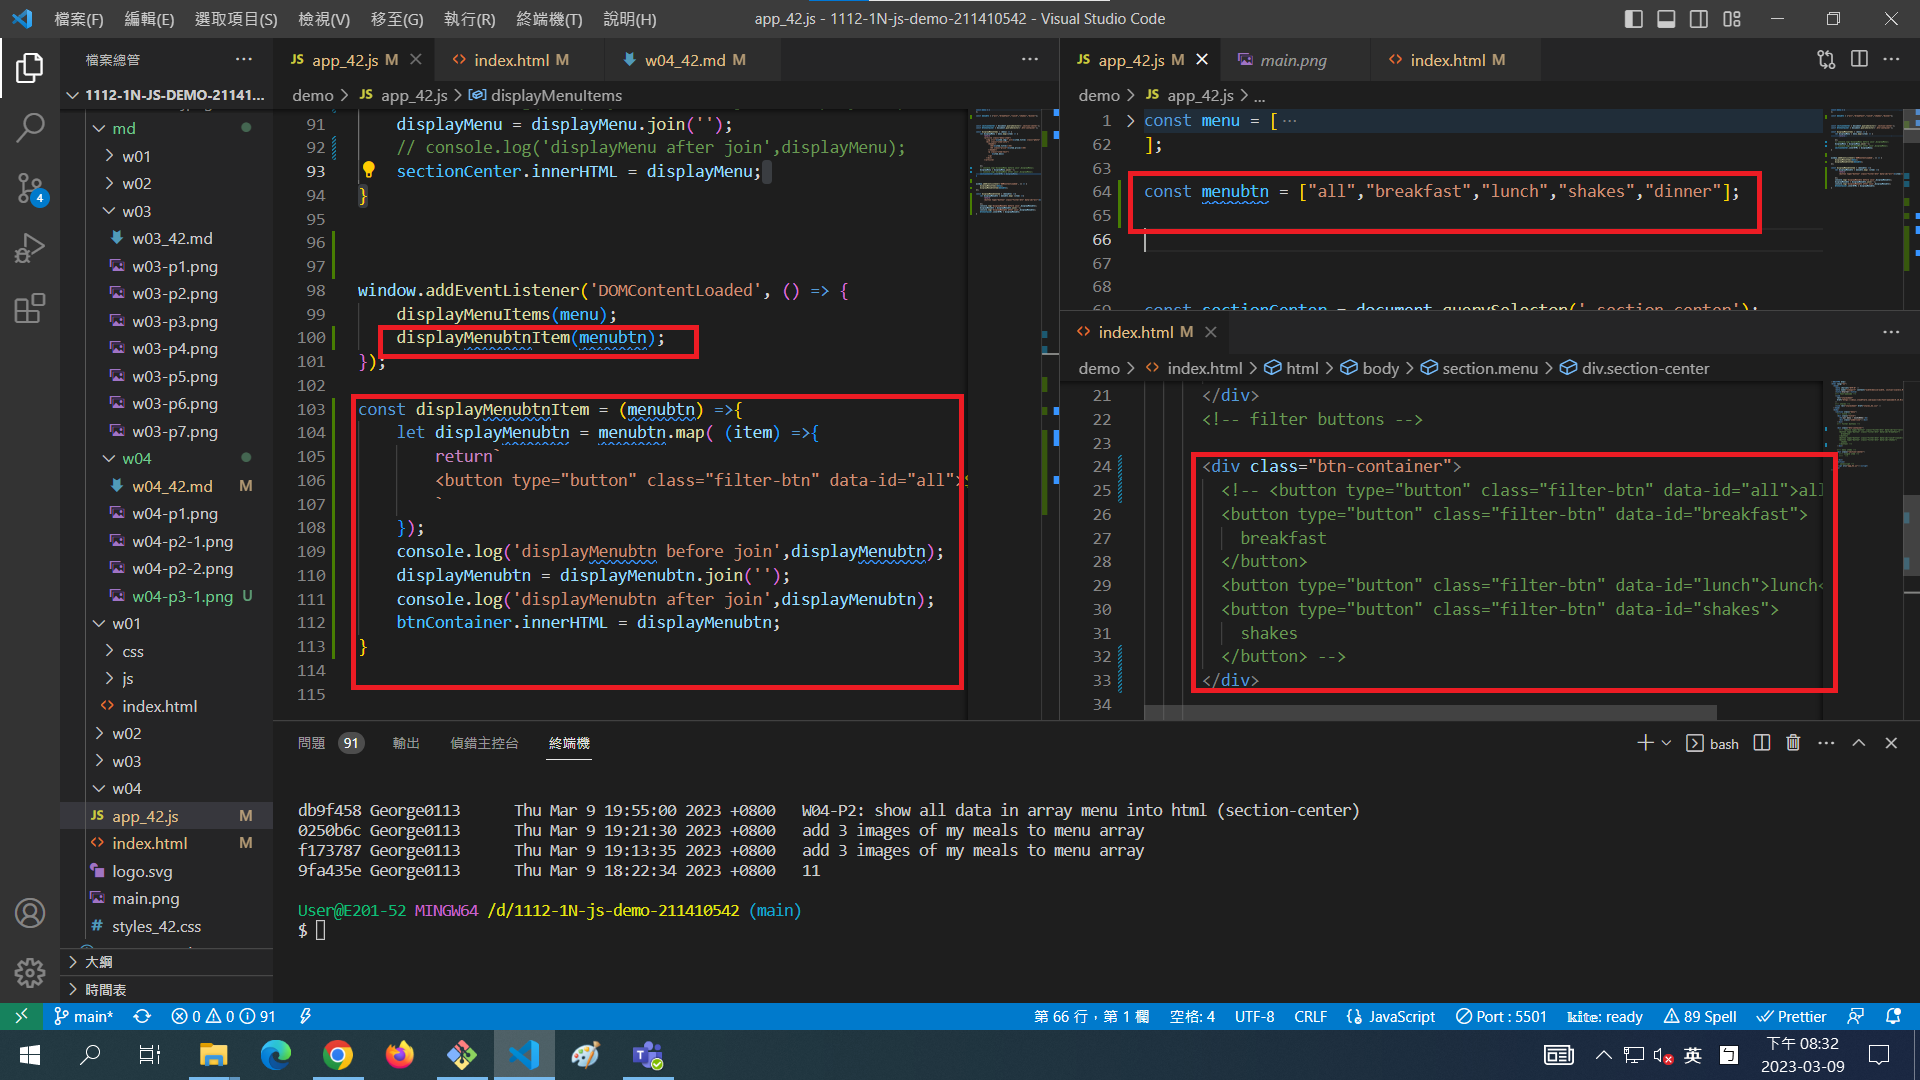 檔案(F) 編輯(E) 選取項目(S) 檢視(V) 移至(G) 執行(R) 終端機(T) 說明(H)
app_42.js - 1112-1N-js-demo-211410542 - Visual Studio Code
檔案總管
1112-1N-JS-DEMO-21141...
md
w01
w02
w03
w03_42.md
w03-p1.png
w03-p2.png
w03-p3.png
w03-p4.png
w03-p5.png
w03-p6.png
w03-p7.png
w04
w04_42.md M
w04-p1.png
w04-p2-1.png
w04-p2-2.png
w04-p3-1.png U
w01
css
js
index.html
w02
w03
w04
JS app_42.js M
index.html M
logo.svg
main.png
# styles_42.css
大綱
時間表
4
JS app_42.js M
index.html M
w04_42.md M
demo > JS app_42.js > displayMenuItems
91 displayMenu = displayMenu.join('');
92 // console.log('displayMenu after join',displayMenu);
93 sectionCenter.innerHTML = displayMenu;
94 }
95
96
97
98 window.addEventListener('DOMContentLoaded', () => {
99 displayMenuItems(menu);
100 displayMenubtnItem(menubtn);
101 });
102
103 const displayMenubtnItem = (menubtn) =>{
104 let displayMenubtn = menubtn.map( (item) =>{
105 return`
106 <button type="button" class="filter-btn" data-id="all">
107 `
108 });
109 console.log('displayMenubtn before join',displayMenubtn);
110 displayMenubtn = displayMenubtn.join('');
111 console.log('displayMenubtn after join',displayMenubtn);
112 btnContainer.innerHTML = displayMenubtn;
113 }
114
115
JS app_42.js M
main.png
index.html M
demo > JS app_42.js > ...
1 const menu = [ ...
62 ];
63
64 const menubtn = ["all","breakfast","lunch","shakes","dinner"];
65
66
67
68
69 const sectionCenter = document.querySelector('.section-center');
index.html M
demo > index.html > html > body > section.menu > div.section-center
21 </div>
22 <!-- filter buttons -->
23
24 <div class="btn-container">
25 <!-- <button type="button" class="filter-btn" data-id="all">all
26 <button type="button" class="filter-btn" data-id="breakfast">
27 breakfast
28 </button>
29 <button type="button" class="filter-btn" data-id="lunch">lunch<
30 <button type="button" class="filter-btn" data-id="shakes">
31 shakes
32 </button> -->
33 </div>
34
問題 91 輸出 偵錯主控台 終端機
bash
db9f458 George0113 Thu Mar 9 19:55:00 2023 +0800 W04-P2: show all data in array menu into html (section-center)
0250b6c George0113 Thu Mar 9 19:21:30 2023 +0800 add 3 images of my meals to menu array
f173787 George0113 Thu Mar 9 19:13:35 2023 +0800 add 3 images of my meals to menu array
9fa435e George0113 Thu Mar 9 18:22:34 2023 +0800 11
User@E201-52 MINGW64 /d/1112-1N-js-demo-211410542 (main)
$
main* 0 0 91
第 66 行，第 1 欄 空格: 4 UTF-8 CRLF JavaScript Port : 5501 kite: ready 89 Spell Prettier
英 ㄅ
下午 08:32
2023-03-09